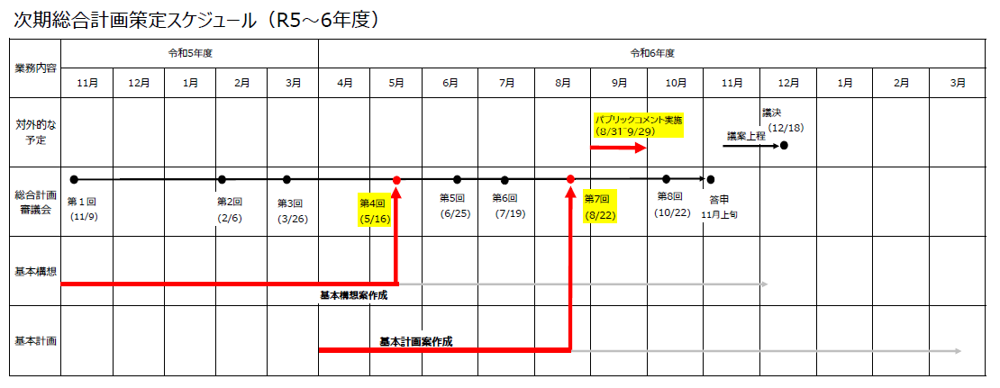 次期総合計画策定スケジュール（R5～6年度）
業務内容
令和5年度
令和6年度
11月
12月
1月
2月
3月
4月
5月
6月
7月
8月
9月
10月
11月
12月
1月
2月
3月
対外的な
予定
パブリックコメント実施
(8/31~9/29)
議案上程
議決
(12/18)
総合計画
審議会
第１回
(11/9)
第2回
(2/6)
第3回
(3/26)
第4回
(5/16)
第5回
(6/25)
第6回
(7/19)
第7回
(8/22)
第8回
(10/22)
答申
11月上旬
基本構想
基本構想案作成
基本計画
基本計画案作成